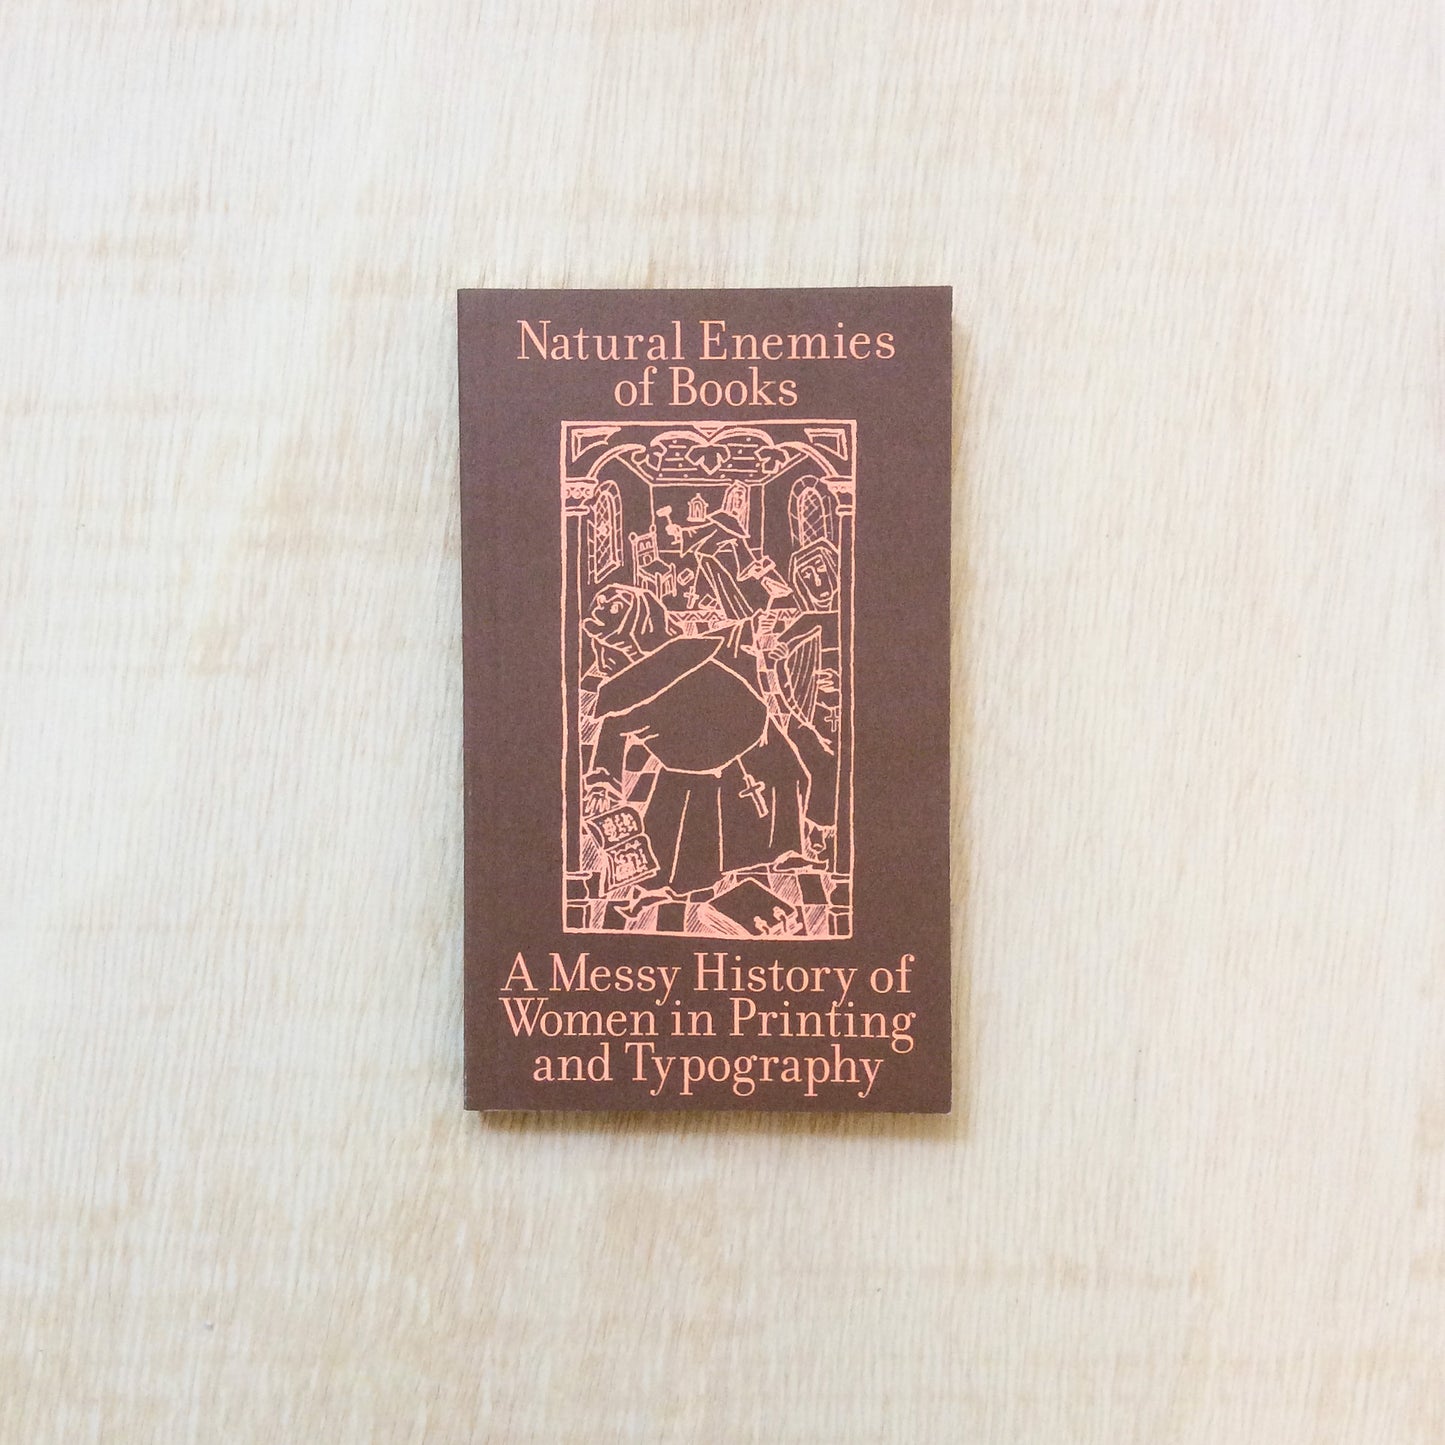 Natural Enemies
of Books
A Messy History of
Women in Printing
and Typography